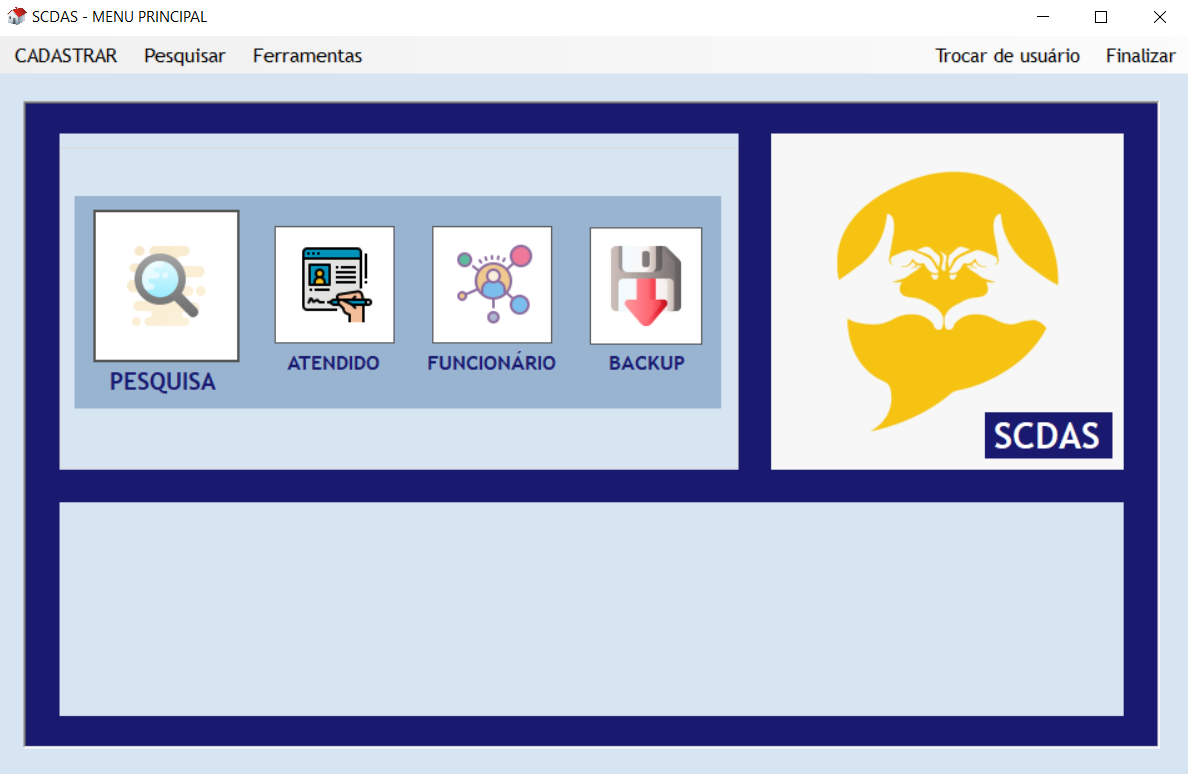 SCDAS - MENU PRINCIPAL
CADASTRAR Pesquisar Ferramentas Trocar de usuário Finalizar
PESQUISA ATENDIDO FUNCIONÁRIO BACKUP
SCDAS